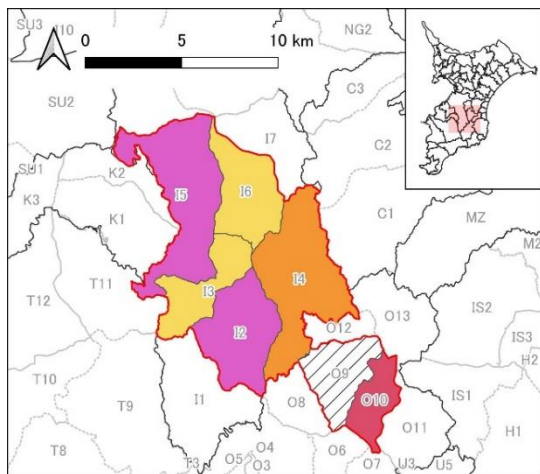 SU3
I10
0
5
10 km
NG2
SU2
C3
I7
C2
SU1
K2
I5
I6
K3
K1
C1
MZ
M2
T12
T11
I3
I4
O12
O13
IS2
I2
IS3
O9
H2
T10
O10
I1
O8
IS1
T9
O11
H1
T8
T3
O5
O4
O3
O6
O7
U3
U5